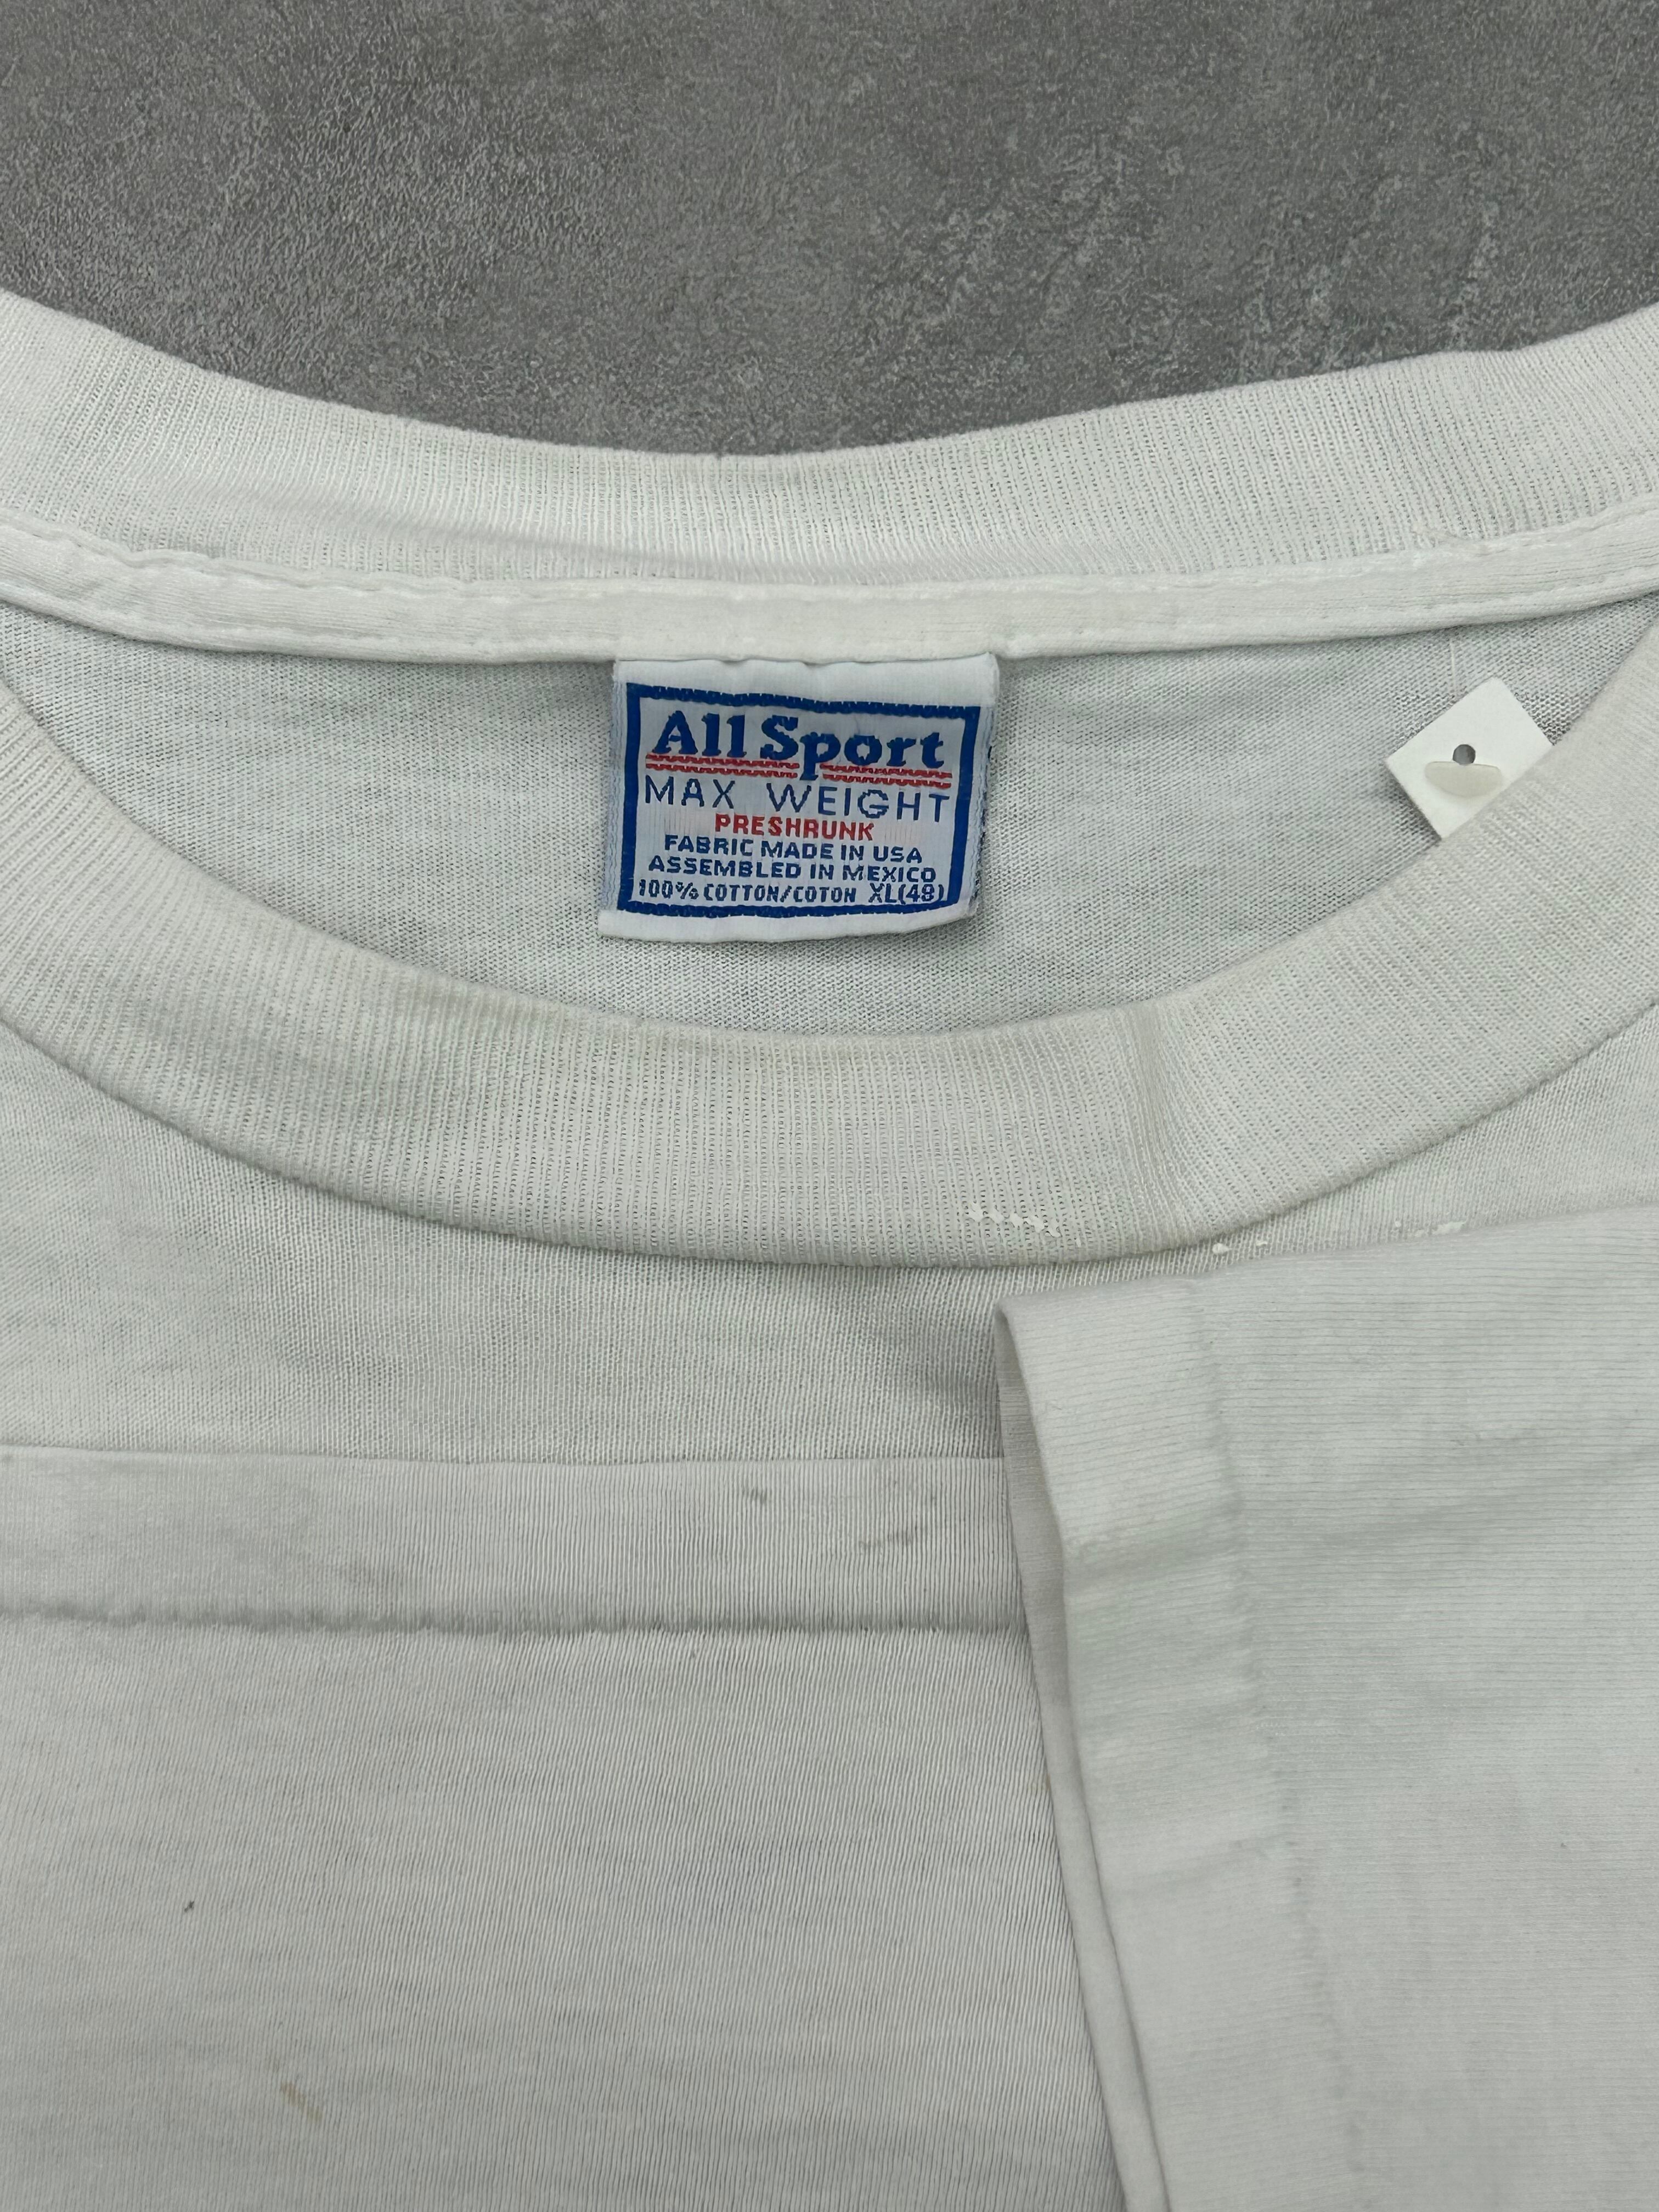 All Sport
MAX WEIGHT
PRESHRUNK
FABRIC MADE IN USA
ASSEMBLED IN MEXICO
100% COTTON/COTON XL(48)